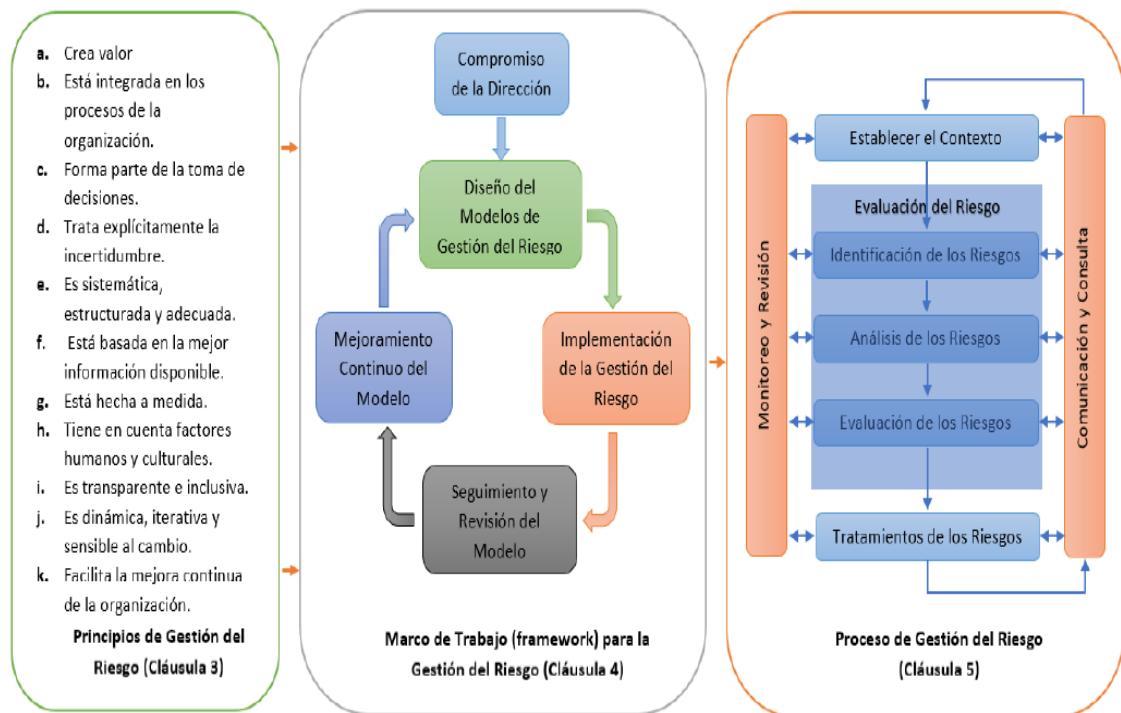 a. Crea valor
b. Está integrada en los
procesos de la
organización.
c. Forma parte de la toma de
decisiones.
d. Trata explícitamente la
incertidumbre.
e. Es sistemática,
estructurada y adecuada.
f. Está basada en la mejor
información disponible.
g. Está hecha a medida.
h. Tiene en cuenta factores
humanos y culturales.
i. Es transparente e inclusiva.
j. Es dinámica, iterativa y
sensible al cambio.
k. Facilita la mejora continua
de la organización.
Principios de Gestión del
Riesgo (Cláusula 3)
Compromiso
de la Dirección
Diseño del
Modelos de
Gestión del Riesgo
Implementación
de la Gestión del
Riesgo
Seguimiento y
Revisión del
Modelo
Mejoramiento
Continuo del
Modelo
Marco de Trabajo (framework) para la
Gestión del Riesgo (Cláusula 4)
Monitoreo y Revisión
Establecer el Contexto
Evaluación del Riesgo
Identificación de los Riesgos
Análisis de los Riesgos
Evaluación de los Riesgos
Tratamientos de los Riesgos
Comunicación y Consulta
Proceso de Gestión del Riesgo
(Cláusula 5)